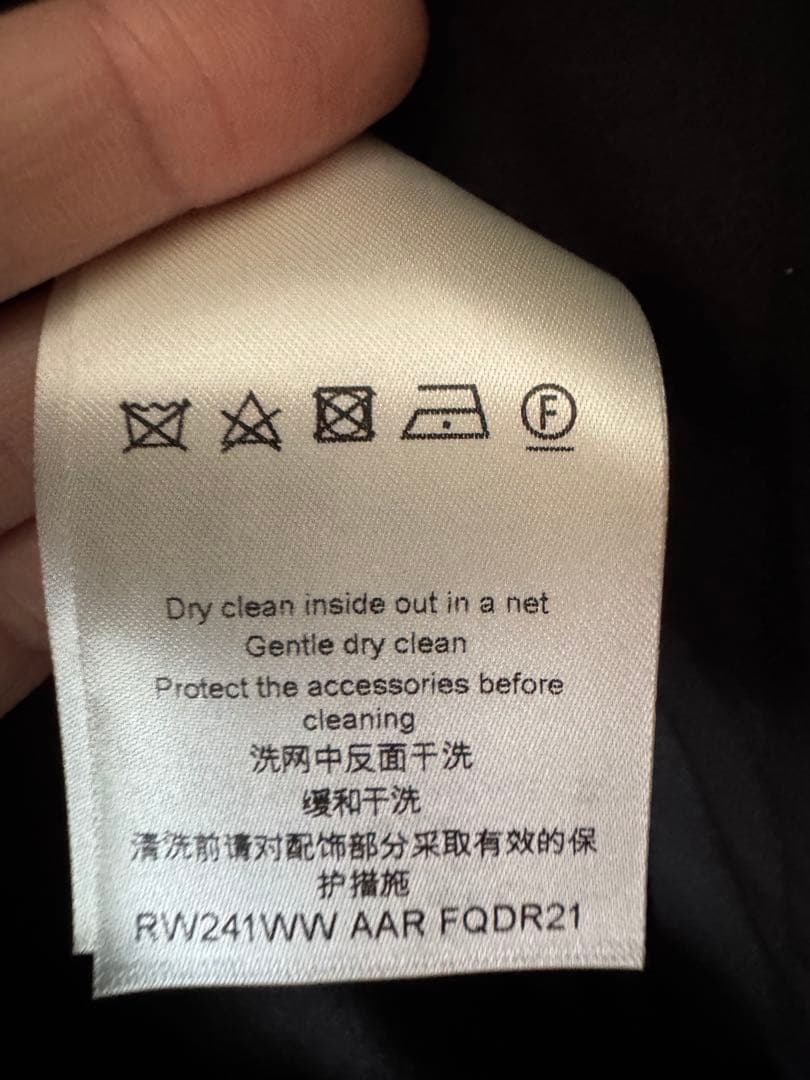 F
Dry clean inside out in a net
Gentle dry clean
Protect the accessories before
cleaning
洗网中反面干洗
缓和干洗
清洗前请对配饰部分采取有效的保
护措施
RW241WW AAR FQDR21